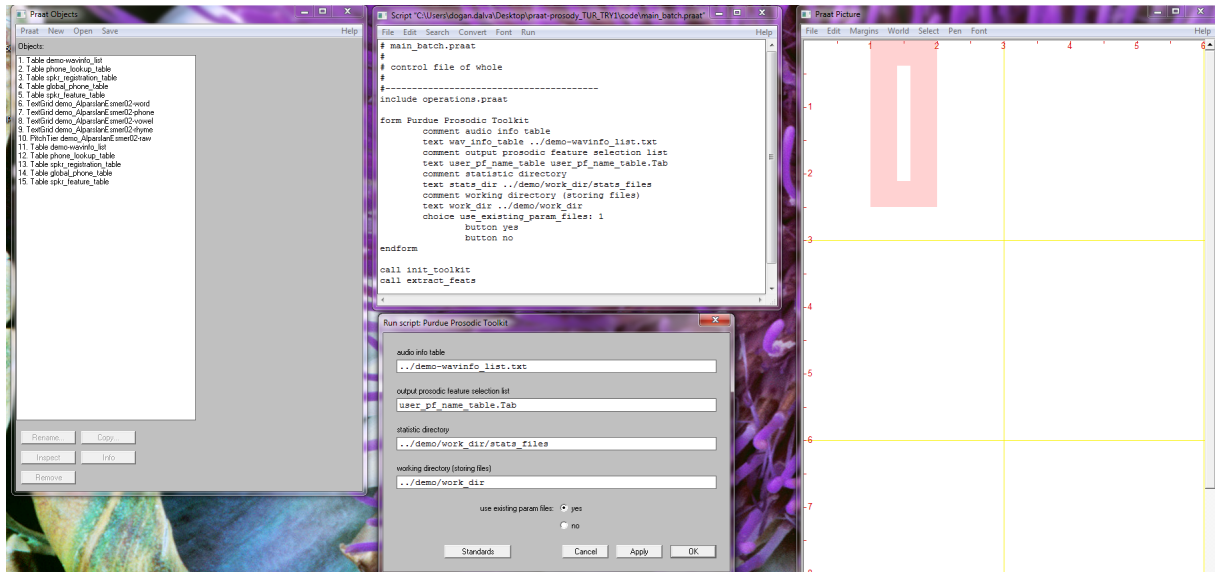 Praat Objects
Praat New Open Save Help
Objects:
1. Table demo-wavinfo_list
2. Table phone_lookup_table
3. Table spkr_registration_table
4. Table global_phone_table
5. Table spkr_feature_table
6. TextGrid demo_AlparslanEsmer02-word
7. TextGrid demo_AlparslanEsmer02-phone
8. TextGrid demo_AlparslanEsmer02-vowel
9. TextGrid demo_AlparslanEsmer02-rhyme
10. PitchTier demo_AlparslanEsmer02-raw
11. Table demo-wavinfo_list
12. Table phone_lookup_table
13. Table spkr_registration_table
14. Table global_phone_table
15. Table spkr_feature_table
Rename... Copy...
Inspect Info
Remove
Script "C:\Users\dogan.dalva\Desktop\praat-prosody_TUR_TRY1\code\main_batch.praat"
File Edit Search Convert Font Run Help
# main_batch.praat
#
# control file of whole
#
#----------------------------------------
include operations.praat
form Purdue Prosodic Toolkit
comment audio info table
text wav_info_table ../demo-wavinfo_list.txt
comment output prosodic feature selection list
text user_pf_name_table user_pf_name_table.Tab
comment statistic directory
text stats_dir ../demo/work_dir/stats_files
comment working directory (storing files)
text work_dir ../demo/work_dir
choice use_existing_param_files: 1
button yes
button no
endform
call init_toolkit
call extract_feats
Run script: Purdue Prosodic Toolkit
audio info table
../demo-wavinfo_list.txt
output prosodic feature selection list
user_pf_name_table.Tab
statistic directory
../demo/work_dir/stats_files
working directory (storing files)
../demo/work_dir
use existing param files: yes
no
Standards Cancel Apply OK
Praat Picture
File Edit Margins World Select Pen Font Help
1 2 3 4 5 6
1
2
3
4
5
6
7
8